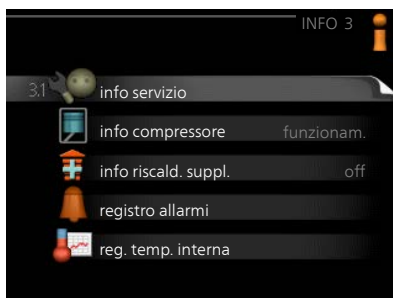 INFO 3
3.1 info servizio
info compressore funzionam.
info riscald. suppl. off
registro allarmi
reg. temp. interna